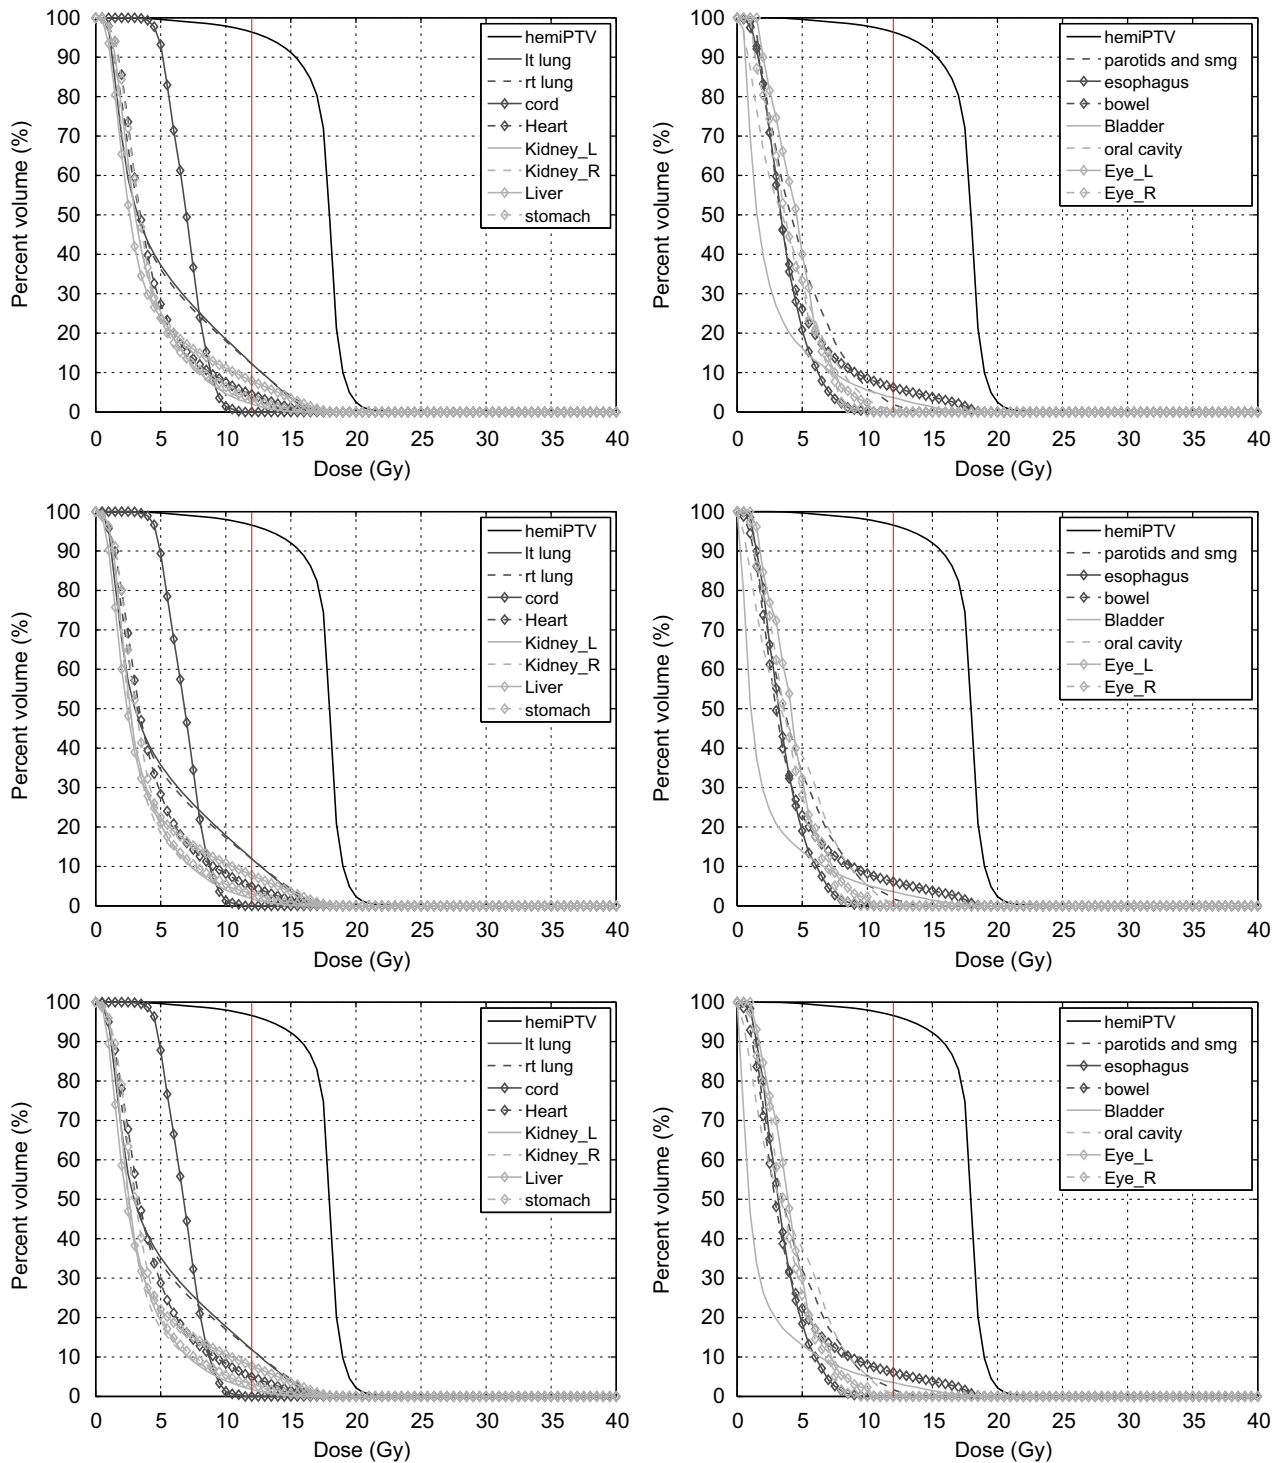 Percent volume (%)
100
90
80
70
60
50
40
30
20
10
0
hemiPTV
lt lung
rt lung
cord
Heart
Kidney_L
Kidney_R
Liver
stomach
0 5 10 15 20 25 30 35 40
Dose (Gy)
Percent volume (%)
100
90
80
70
60
50
40
30
20
10
0
hemiPTV
parotids and smg
esophagus
bowel
Bladder
oral cavity
Eye_L
Eye_R
0 5 10 15 20 25 30 35 40
Dose (Gy)
Percent volume (%)
100
90
80
70
60
50
40
30
20
10
0
hemiPTV
lt lung
rt lung
cord
Heart
Kidney_L
Kidney_R
Liver
stomach
0 5 10 15 20 25 30 35 40
Dose (Gy)
Percent volume (%)
100
90
80
70
60
50
40
30
20
10
0
hemiPTV
parotids and smg
esophagus
bowel
Bladder
oral cavity
Eye_L
Eye_R
0 5 10 15 20 25 30 35 40
Dose (Gy)
Percent volume (%)
100
90
80
70
60
50
40
30
20
10
0
hemiPTV
lt lung
rt lung
cord
Heart
Kidney_L
Kidney_R
Liver
stomach
0 5 10 15 20 25 30 35 40
Dose (Gy)
Percent volume (%)
100
90
80
70
60
50
40
30
20
10
0
hemiPTV
parotids and smg
esophagus
bowel
Bladder
oral cavity
Eye_L
Eye_R
0 5 10 15 20 25 30 35 40
Dose (Gy)